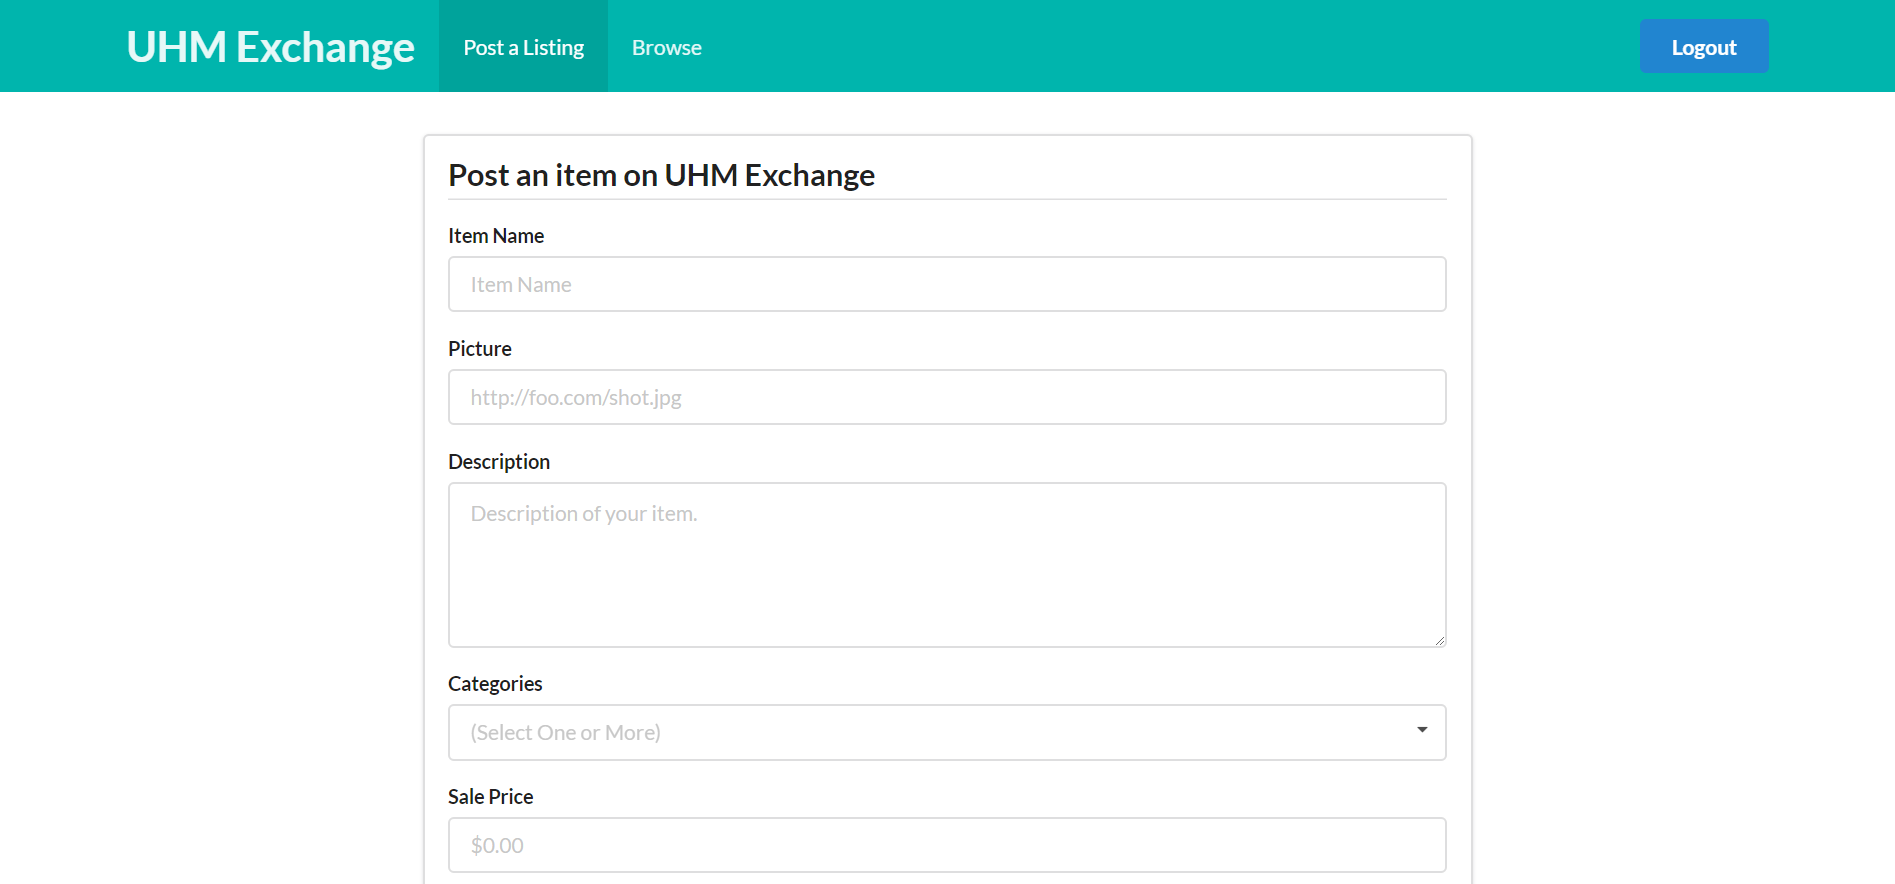 UHM Exchange Post a Listing Browse Logout
Post an item on UHM Exchange
Item Name
Item Name
Picture
http://foo.com/shot.jpg
Description
Description of your item.
Categories
(Select One or More)
Sale Price
$0.00